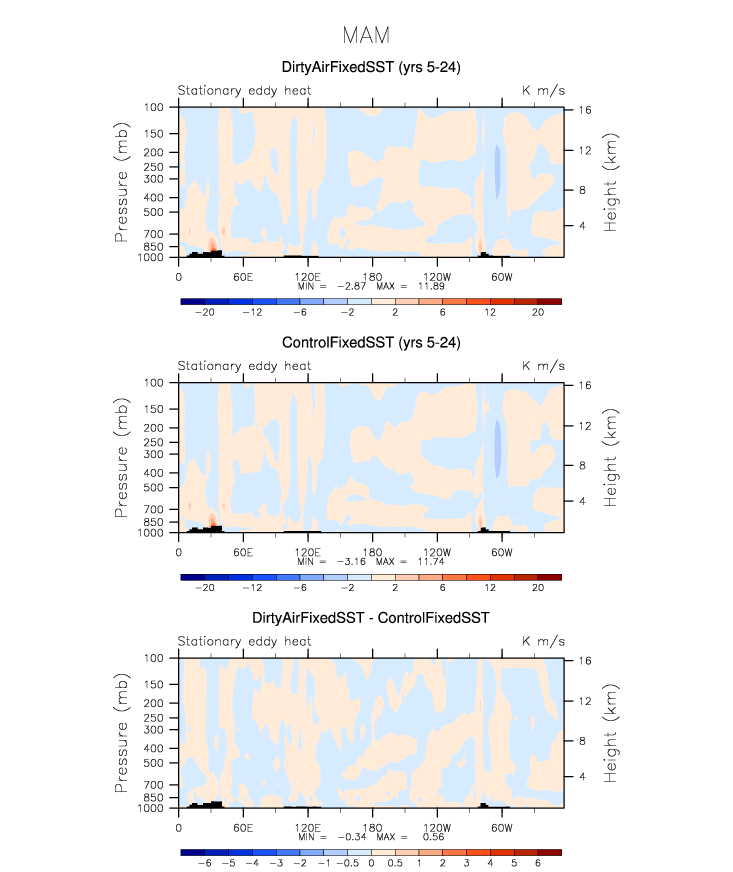 MAM
DirtyAirFixedSST (yrs 5-24)
Stationary eddy heat K m/s
100 150 200 250 300 400 500 700 850 1000
Pressure (mb)
16 12 8 4
Height (km)
0 60E 120E 180 120W 60W
MIN = -2.87 MAX = 11.89
-20 -12 -6 -2 2 6 12 20
ControlFixedSST (yrs 5-24)
Stationary eddy heat K m/s
100 150 200 250 300 400 500 700 850 1000
Pressure (mb)
16 12 8 4
Height (km)
0 60E 120E 180 120W 60W
MIN = -3.16 MAX = 11.74
-20 -12 -6 -2 2 6 12 20
DirtyAirFixedSST - ControlFixedSST
Stationary eddy heat K m/s
100 150 200 250 300 400 500 700 850 1000
Pressure (mb)
16 12 8 4
Height (km)
0 60E 120E 180 120W 60W
MIN = -0.34 MAX = 0.56
-6 -5 -4 -3 -2 -1 -0.5 0 0.5 1 2 3 4 5 6